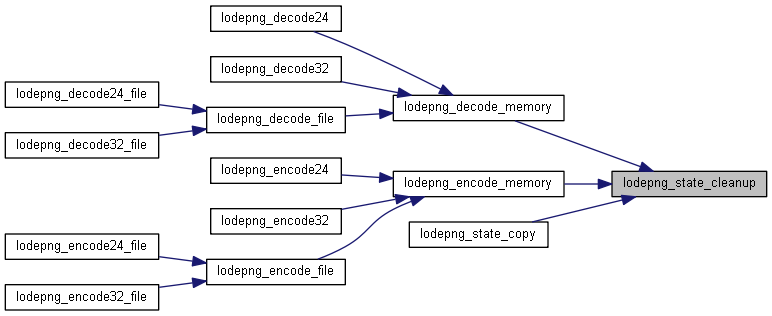 lodepng_decode24
lodepng_decode32
lodepng_decode24_file
lodepng_decode_memory
lodepng_decode_file
lodepng_decode32_file
lodepng_encode24
lodepng_encode_memory
lodepng_state_cleanup
lodepng_encode32
lodepng_state_copy
lodepng_encode24_file
lodepng_encode_file
lodepng_encode32_file